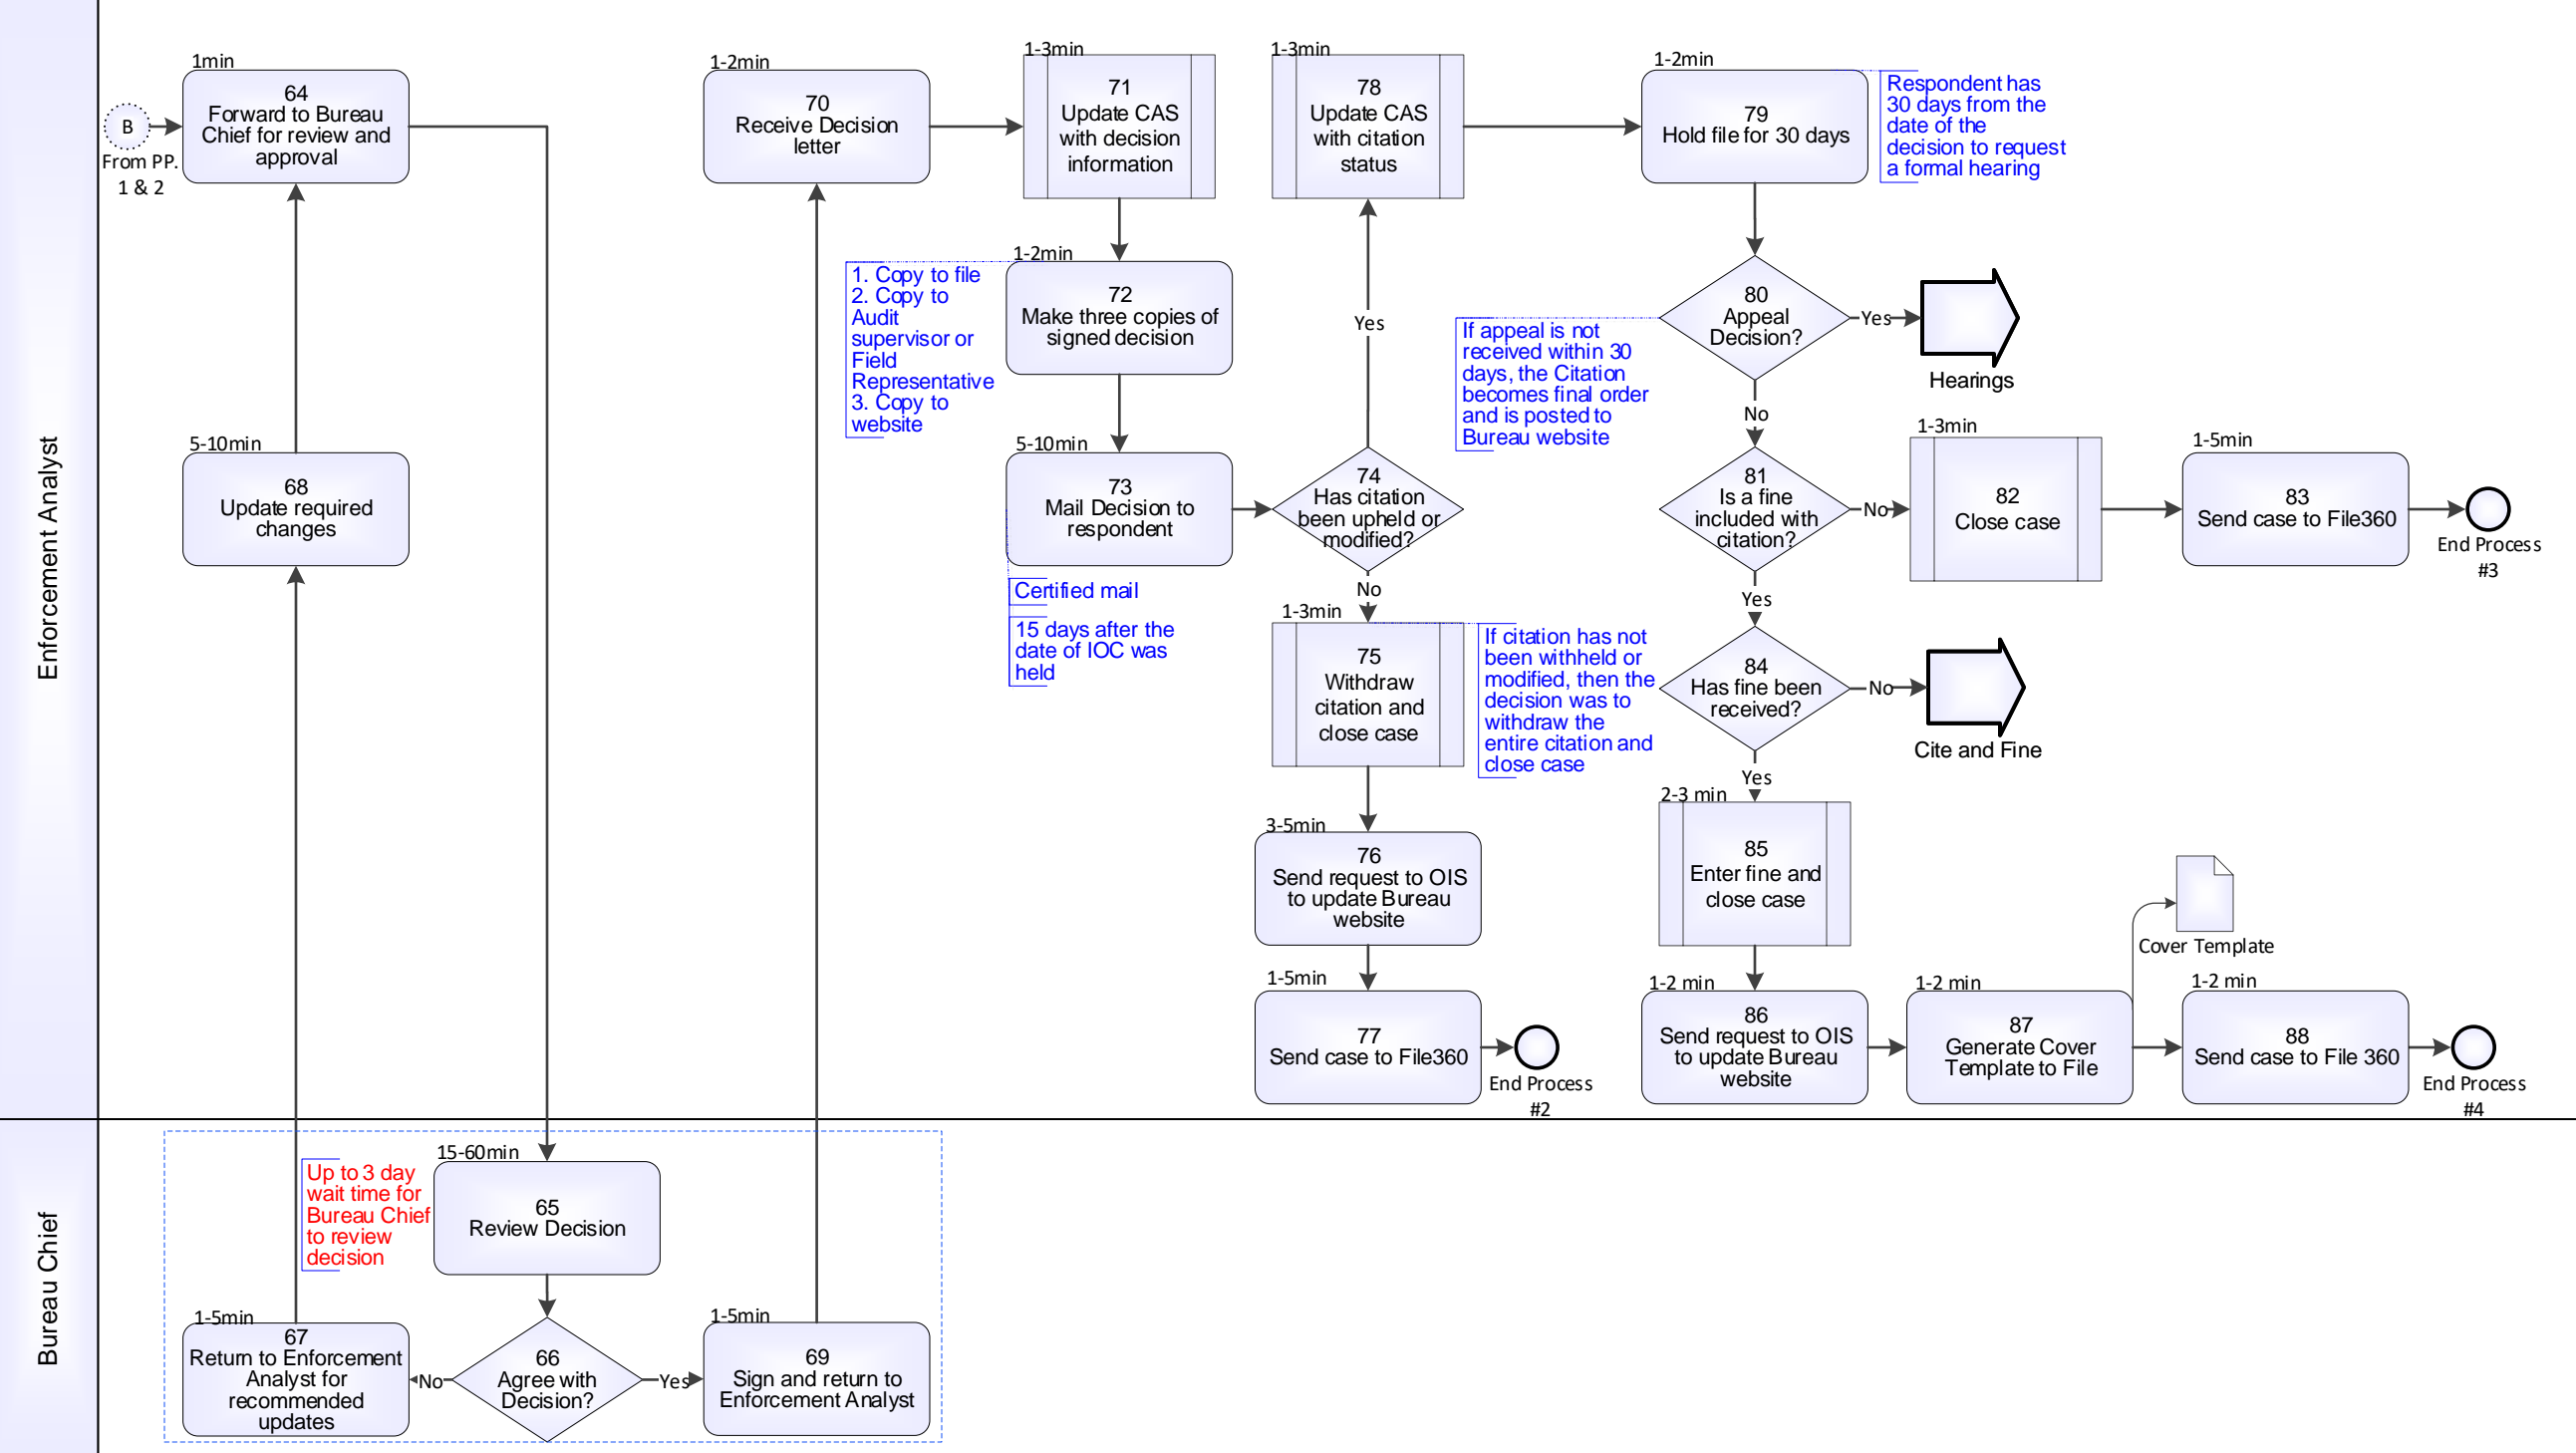 Enforcement Analyst
1min
64
Forward to Bureau
Chief for review and
approval
B
From PP.
1 & 2
5-10min
68
Update required
changes
1-2min
70
Receive Decision
letter
1-3min
71
Update CAS
with decision
information
1-2min
72
Make three copies of
signed decision
1. Copy to file
2. Copy to
Audit
supervisor or
Field
Representative
3. Copy to
website
5-10min
73
Mail Decision to
respondent
Certified mail
15 days after the
date of IOC was
held
74
Has citation
been upheld or
modified?
Yes
No
1-3min
78
Update CAS
with citation
status
1-3min
75
Withdraw
citation and
close case
If citation has not
been withheld or
modified, then the
decision was to
withdraw the
entire citation and
close case
3-5min
76
Send request to OIS
to update Bureau
website
1-5min
77
Send case to File360
End Process
#2
1-2min
79
Hold file for 30 days
Respondent has
30 days from the
date of the
decision to request
a formal hearing
80
Appeal
Decision?
Yes
Hearings
If appeal is not
received within 30
days, the Citation
becomes final order
and is posted to
Bureau website
No
81
Is a fine
included with
citation?
No
1-3min
82
Close case
1-5min
83
Send case to File360
End Process
#3
Yes
84
Has fine been
received?
No
Cite and Fine
Yes
2-3 min
85
Enter fine and
close case
1-2 min
86
Send request to OIS
to update Bureau
website
1-2 min
87
Generate Cover
Template to File
Cover Template
1-2 min
88
Send case to File 360
End Process
#4
Bureau Chief
Up to 3 day
wait time for
Bureau Chief
to review
decision
15-60min
65
Review Decision
66
Agree with
Decision?
No
Yes
1-5min
67
Return to Enforcement
Analyst for
recommended
updates
1-5min
69
Sign and return to
Enforcement Analyst